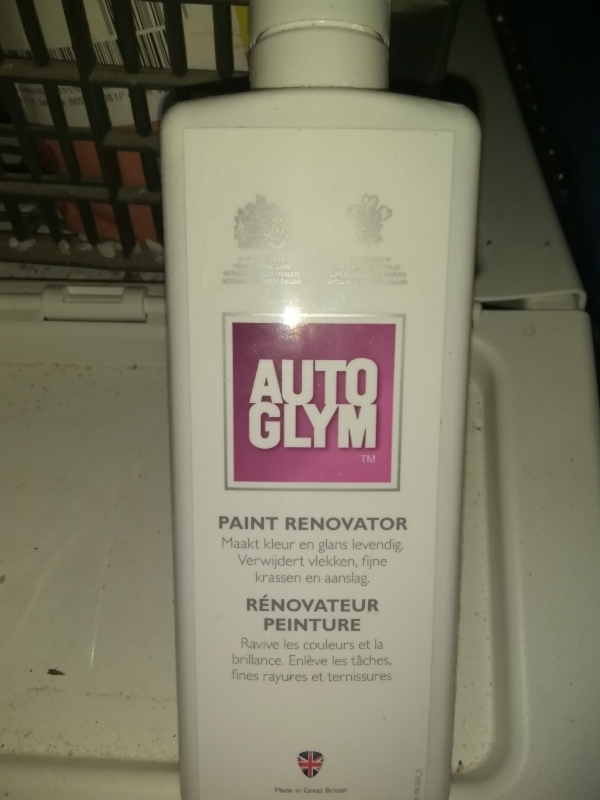 AUTO
GLYM
TM
PAINT RENOVATOR
Maakt kleur en glans levendig.
Verwijdert vlekken, fijne
krassen en aanslag.
RÉNOVATEUR
PEINTURE
Ravive les couleurs et la
brillance. Enlève les tâches,
fines rayures et ternissures
Made in Great Britain